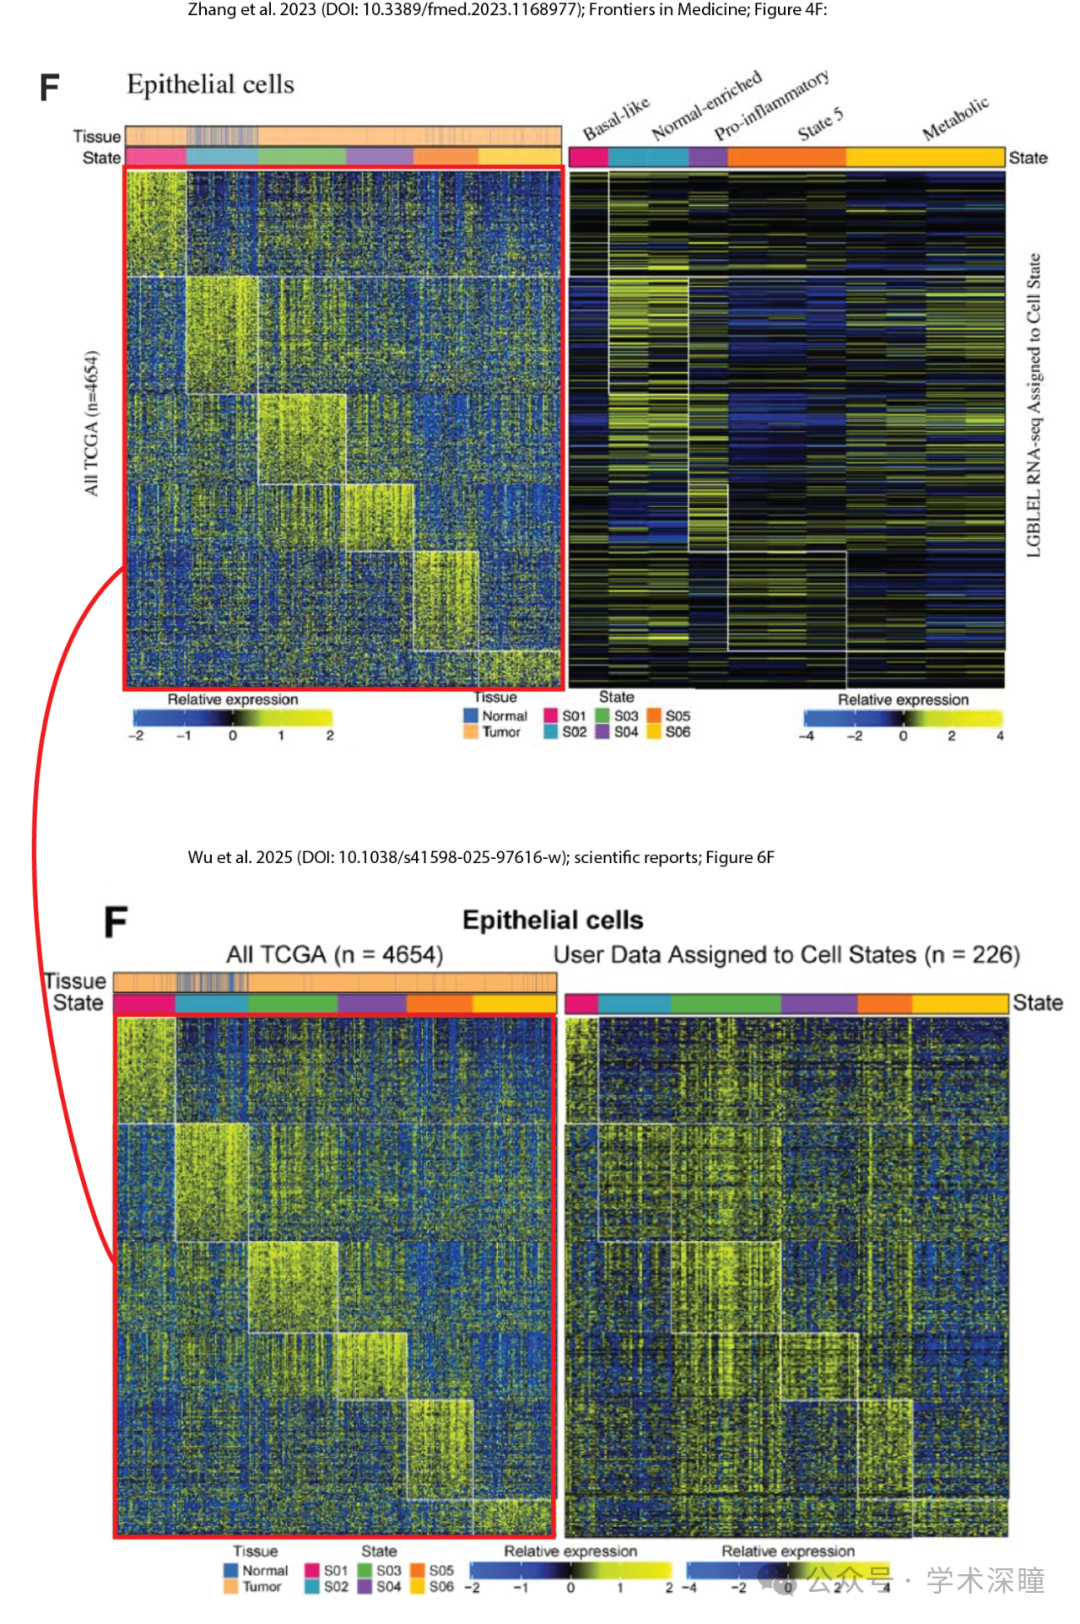 Zhang et al. 2023 (DOI: 10.3389/fmed.2023.1168977); Frontiers in Medicine; Figure 4F:
F
Epithelial cells
Basal-like
Normal-enriched
Pro-inflammatory
State 5
Metabolic
Tissue
State
State
All TCGA (n=4654)
LGBLEL RNA-seq Assigned to Cell State
Relative expression
−2 −1 0 1 2
Tissue
Normal
Tumor
State
S01 S03 S05
S02 S04 S06
Relative expression
−4 −2 0 2 4
Wu et al. 2025 (DOI: 10.1038/s41598-025-97616-w); scientific reports; Figure 6F
F
Epithelial cells
All TCGA (n = 4654)
User Data Assigned to Cell States (n = 226)
Tissue
State
State
Tissue
Normal
Tumor
State
S01 S03 S05
S02 S04 S06
Relative expression
−2 −1 0 1 2
Relative expression
−4 −2 0 2 4
公众号 · 学术深瞳